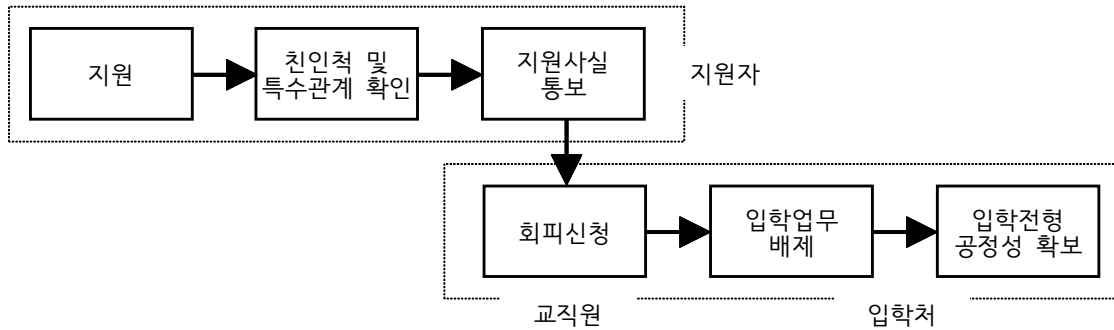 지원
친인척 및
특수관계 확인
지원사실
통보
지원자
회피신청
입학업무
배제
입학전형
공정성 확보
교직원
입학처